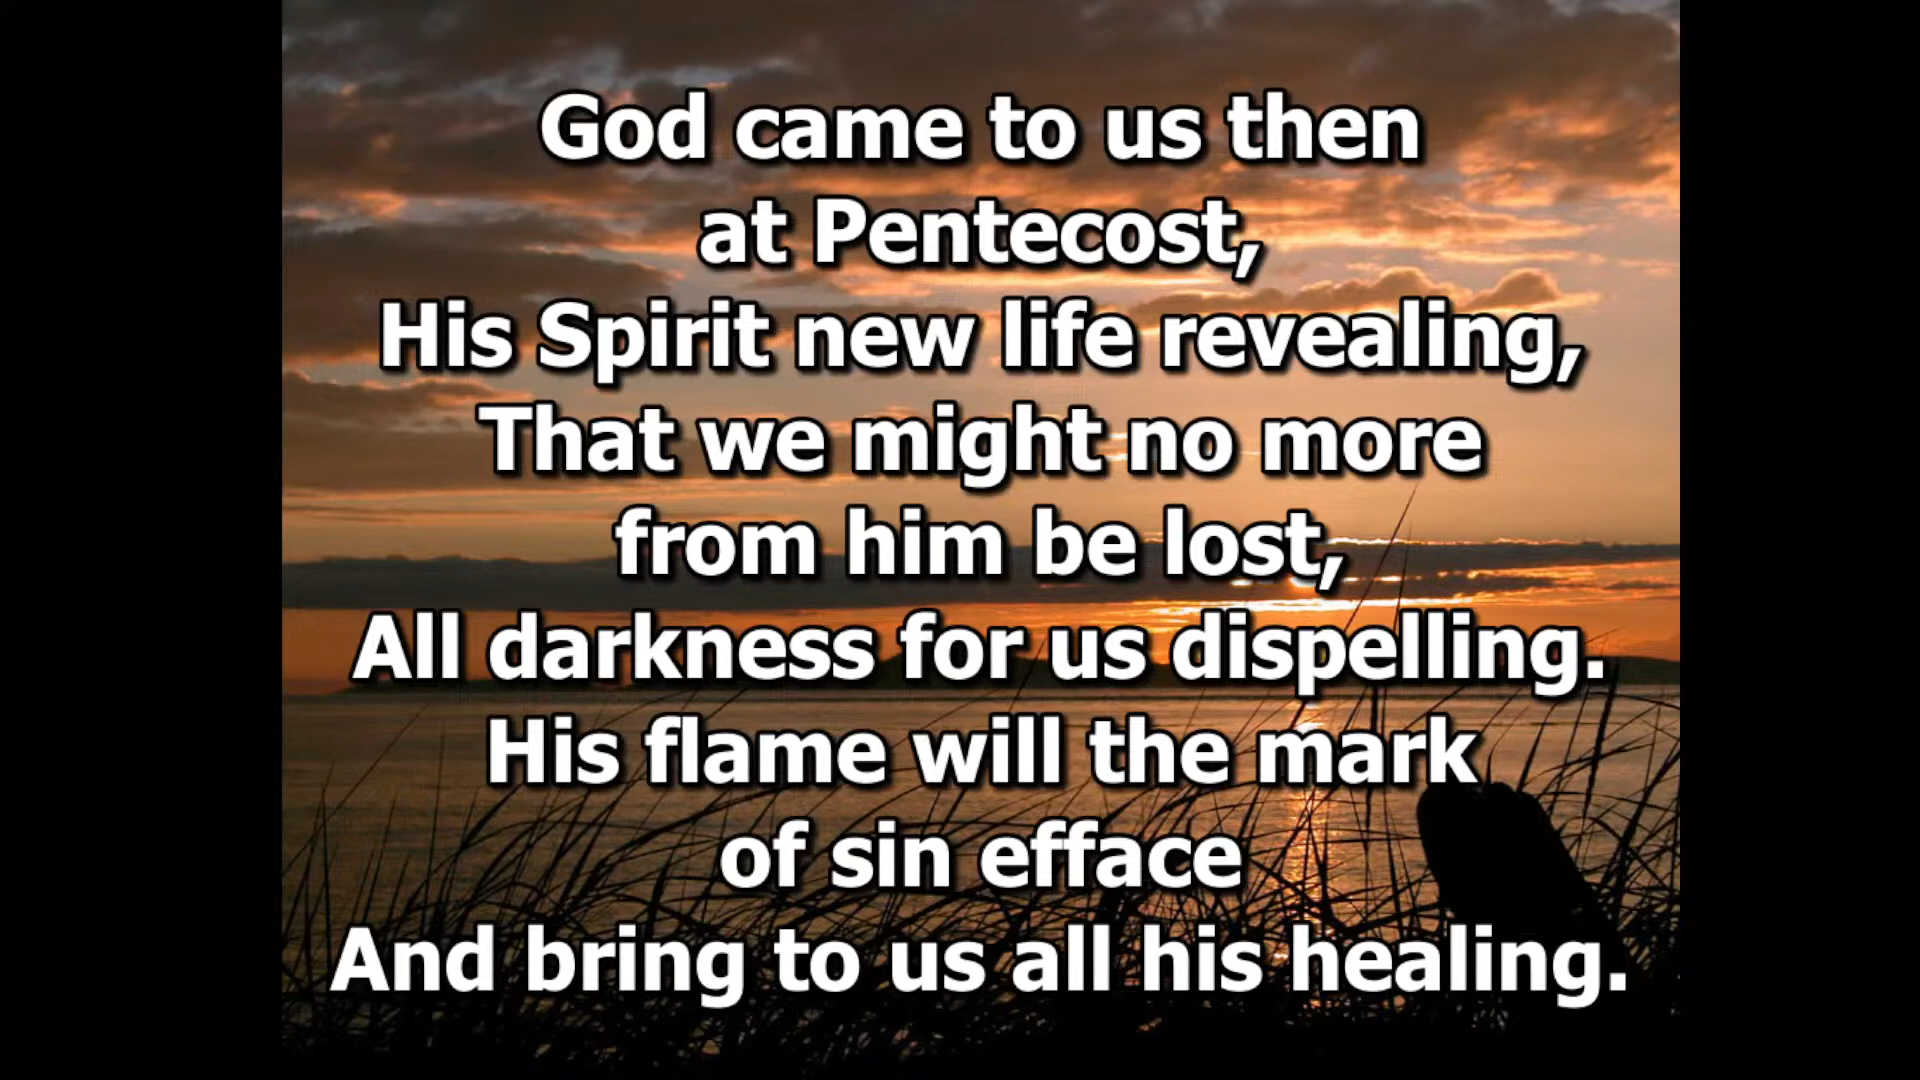 God came to us then
at Pentecost,
His Spirit new life revealing,
That we might no more
from him be lost,
All darkness for us dispelling.
His flame will the mark
of sin efface
And bring to us all his healing.